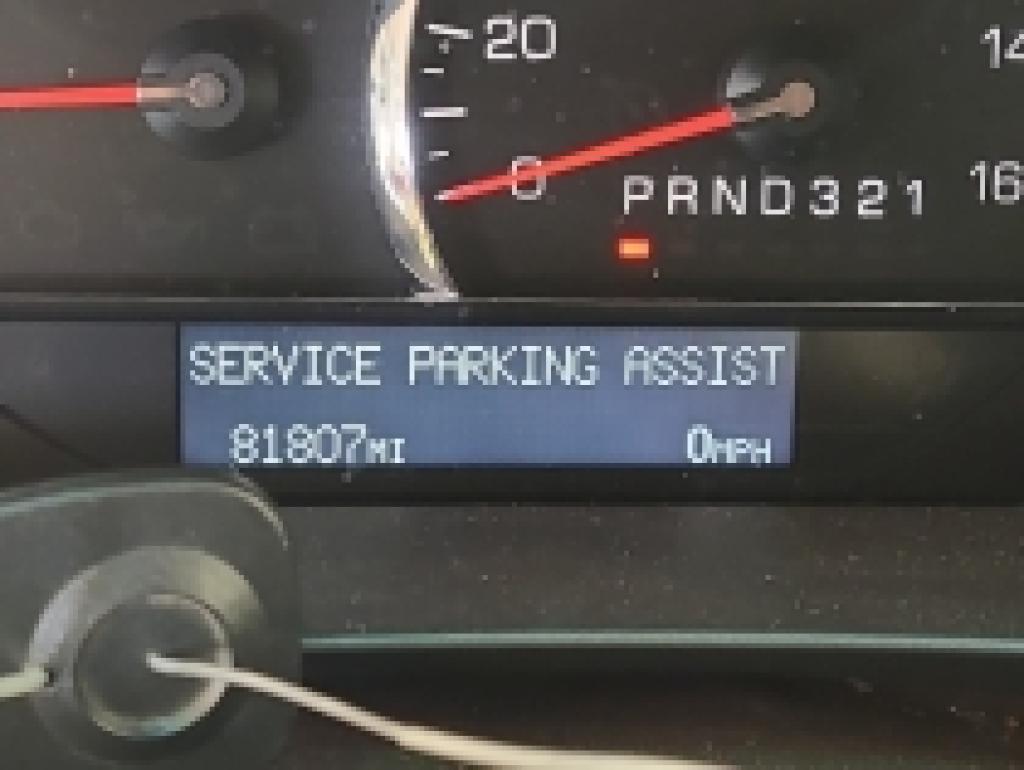 20
14
0
PRND321
16
SERVICE PARKING ASSIST
81807MI 0MPH